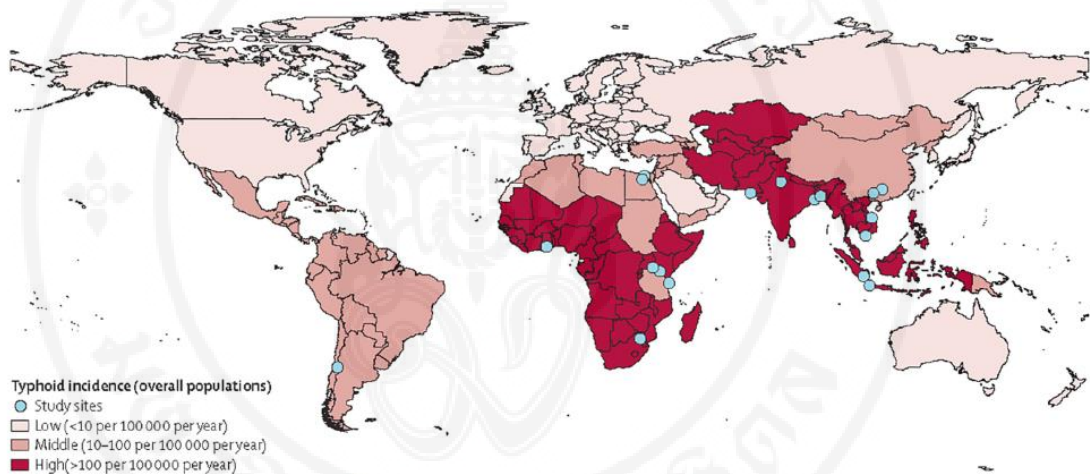 Typhoid incidence (overall populations)
Study sites
Low (<10 per 100 000 per year)
Middle (10–100 per 100 000 per year)
High(>100 per 100 000 per year)